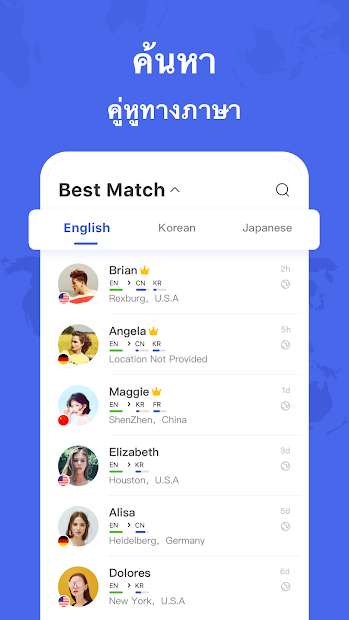 ค้นหา
คู่หูทางภาษา
Best Match
English Korean Japanese
Brian 2h
EN CN KR
Rexburg, U.S.A
Angela 5h
EN CN KR
Location Not Provided
Maggie 1d
EN KR FR
ShenZhen, China
Elizabeth 3d
EN KR
Houston, U.S.A
Alisa 5d
EN CN
Heidelberg, Germany
Dolores 6d
EN KR
New York, U.S.A